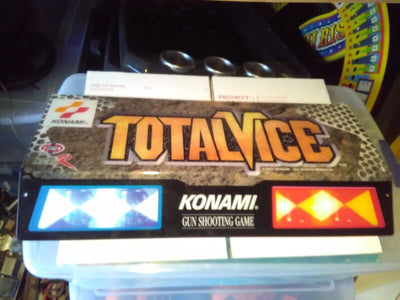 PRIORITY
KONAMI
TOTAL VICE
R
KONAMI
GUN SHOOTING GAME